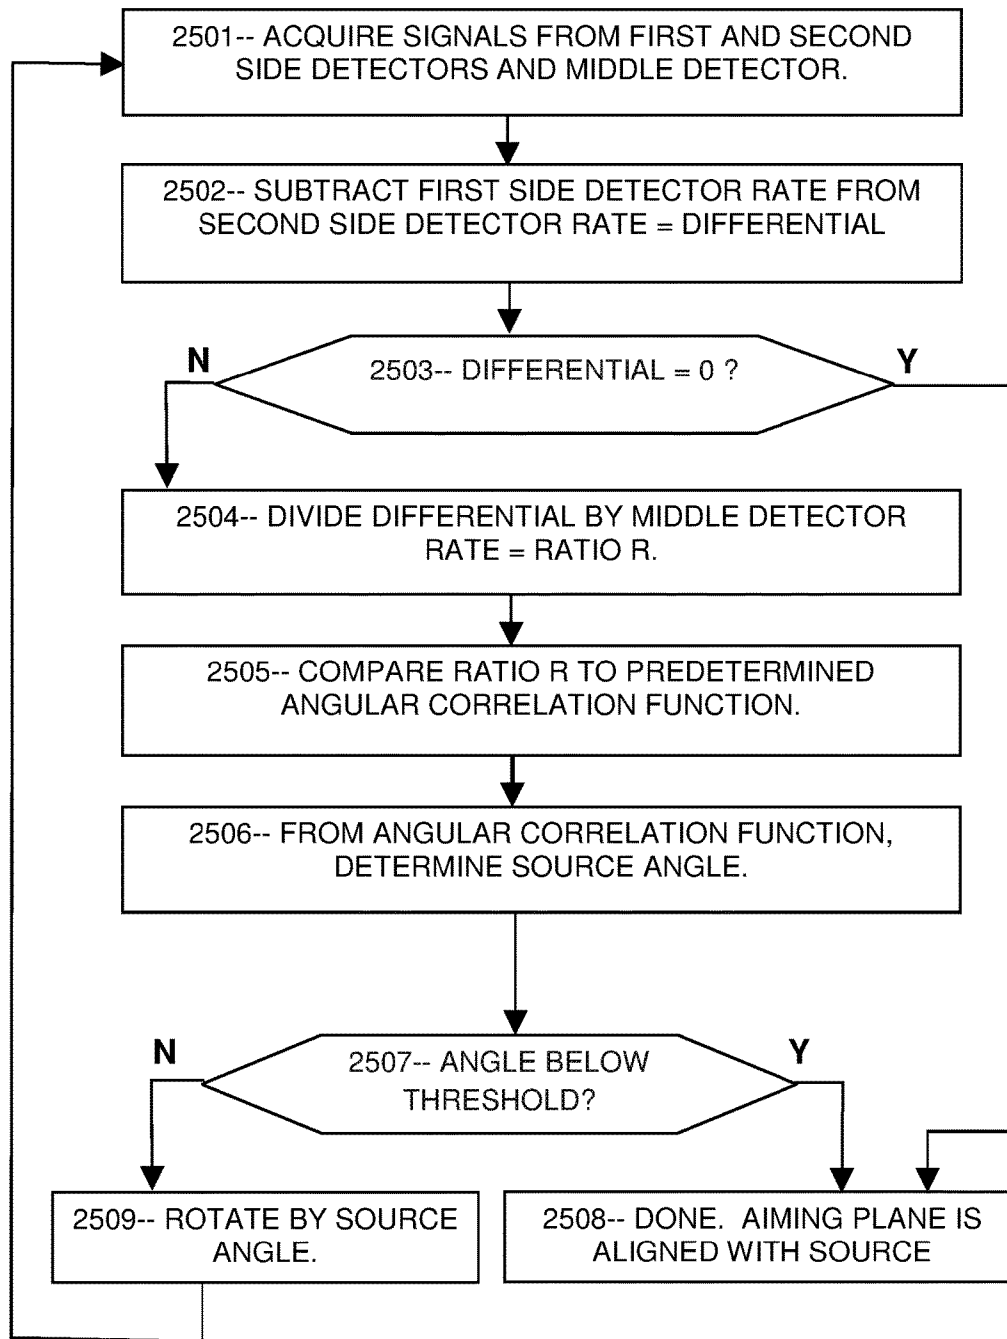 2501-- ACQUIRE SIGNALS FROM FIRST AND SECOND
SIDE DETECTORS AND MIDDLE DETECTOR.
2502-- SUBTRACT FIRST SIDE DETECTOR RATE FROM
SECOND SIDE DETECTOR RATE = DIFFERENTIAL
N
2503-- DIFFERENTIAL = 0 ?
Y
2504-- DIVIDE DIFFERENTIAL BY MIDDLE DETECTOR
RATE = RATIO R.
2505-- COMPARE RATIO R TO PREDETERMINED
ANGULAR CORRELATION FUNCTION.
2506-- FROM ANGULAR CORRELATION FUNCTION,
DETERMINE SOURCE ANGLE.
N
2507-- ANGLE BELOW
THRESHOLD?
Y
2509-- ROTATE BY SOURCE
ANGLE.
2508-- DONE. AIMING PLANE IS
ALIGNED WITH SOURCE